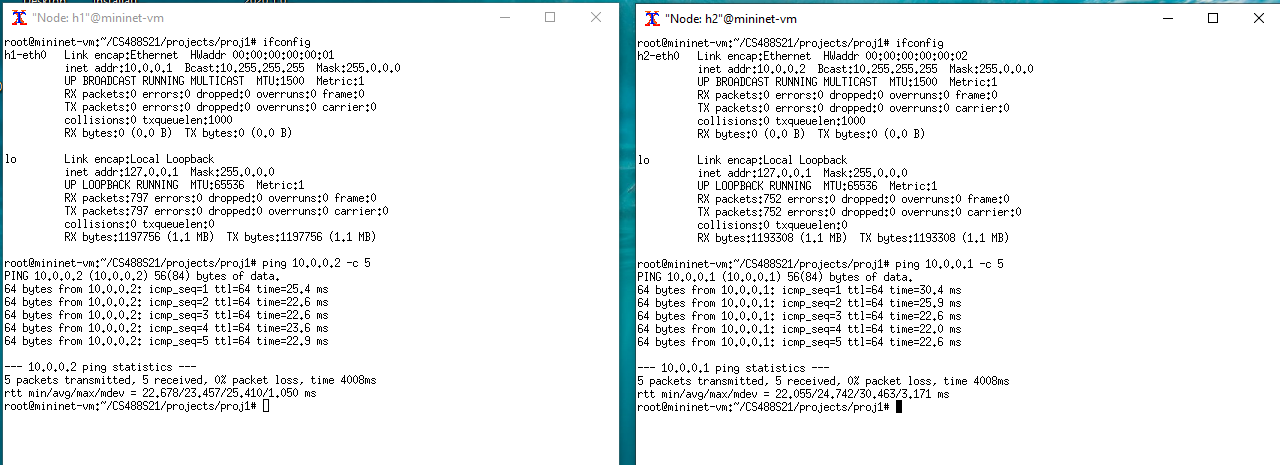 "Node: h1"@mininet-vm
root@mininet-vm:~/CS488S21/projects/proj1# ifconfig
h1-eth0   Link encap:Ethernet  HWaddr 00:00:00:00:00:01
          inet addr:10.0.0.1  Bcast:10.255.255.255  Mask:255.0.0.0
          UP BROADCAST RUNNING MULTICAST  MTU:1500  Metric:1
          RX packets:0 errors:0 dropped:0 overruns:0 frame:0
          TX packets:0 errors:0 dropped:0 overruns:0 carrier:0
          collisions:0 txqueuelen:1000
          RX bytes:0 (0.0 B)  TX bytes:0 (0.0 B)
lo        Link encap:Local Loopback
          inet addr:127.0.0.1  Mask:255.0.0.0
          UP LOOPBACK RUNNING  MTU:65536  Metric:1
          RX packets:797 errors:0 dropped:0 overruns:0 frame:0
          TX packets:797 errors:0 dropped:0 overruns:0 carrier:0
          collisions:0 txqueuelen:0
          RX bytes:1197756 (1.1 MB)  TX bytes:1197756 (1.1 MB)
root@mininet-vm:~/CS488S21/projects/proj1# ping 10.0.0.2 -c 5
PING 10.0.0.2 (10.0.0.2) 56(84) bytes of data.
64 bytes from 10.0.0.2: icmp_seq=1 ttl=64 time=25.4 ms
64 bytes from 10.0.0.2: icmp_seq=2 ttl=64 time=22.6 ms
64 bytes from 10.0.0.2: icmp_seq=3 ttl=64 time=22.6 ms
64 bytes from 10.0.0.2: icmp_seq=4 ttl=64 time=23.6 ms
64 bytes from 10.0.0.2: icmp_seq=5 ttl=64 time=22.9 ms
--- 10.0.0.2 ping statistics ---
5 packets transmitted, 5 received, 0% packet loss, time 4008ms
rtt min/avg/max/mdev = 22.678/23.457/25.410/1.050 ms
root@mininet-vm:~/CS488S21/projects/proj1#
"Node: h2"@mininet-vm
root@mininet-vm:~/CS488S21/projects/proj1# ifconfig
h2-eth0   Link encap:Ethernet  HWaddr 00:00:00:00:00:02
          inet addr:10.0.0.2  Bcast:10.255.255.255  Mask:255.0.0.0
          UP BROADCAST RUNNING MULTICAST  MTU:1500  Metric:1
          RX packets:0 errors:0 dropped:0 overruns:0 frame:0
          TX packets:0 errors:0 dropped:0 overruns:0 carrier:0
          collisions:0 txqueuelen:1000
          RX bytes:0 (0.0 B)  TX bytes:0 (0.0 B)
lo        Link encap:Local Loopback
          inet addr:127.0.0.1  Mask:255.0.0.0
          UP LOOPBACK RUNNING  MTU:65536  Metric:1
          RX packets:752 errors:0 dropped:0 overruns:0 frame:0
          TX packets:752 errors:0 dropped:0 overruns:0 carrier:0
          collisions:0 txqueuelen:0
          RX bytes:1193308 (1.1 MB)  TX bytes:1193308 (1.1 MB)
root@mininet-vm:~/CS488S21/projects/proj1# ping 10.0.0.1 -c 5
PING 10.0.0.1 (10.0.0.1) 56(84) bytes of data.
64 bytes from 10.0.0.1: icmp_seq=1 ttl=64 time=30.4 ms
64 bytes from 10.0.0.1: icmp_seq=2 ttl=64 time=25.9 ms
64 bytes from 10.0.0.1: icmp_seq=3 ttl=64 time=22.6 ms
64 bytes from 10.0.0.1: icmp_seq=4 ttl=64 time=22.0 ms
64 bytes from 10.0.0.1: icmp_seq=5 ttl=64 time=22.6 ms
--- 10.0.0.1 ping statistics ---
5 packets transmitted, 5 received, 0% packet loss, time 4008ms
rtt min/avg/max/mdev = 22.055/24.742/30.463/3.171 ms
root@mininet-vm:~/CS488S21/projects/proj1#